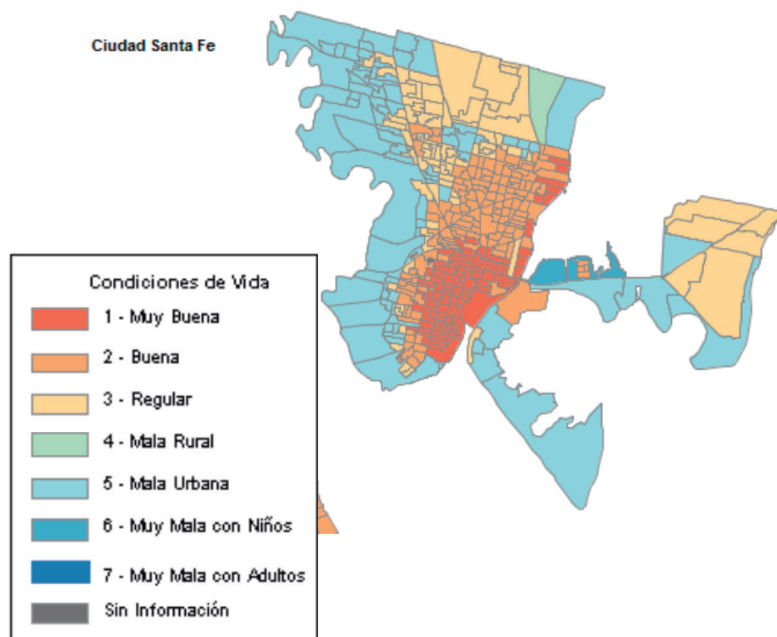 Ciudad Santa Fe
Condiciones de Vida
1 - Muy Buena
2 - Buena
3 - Regular
4 - Mala Rural
5 - Mala Urbana
6 - Muy Mala con Niños
7 - Muy Mala con Adultos
Sin Información